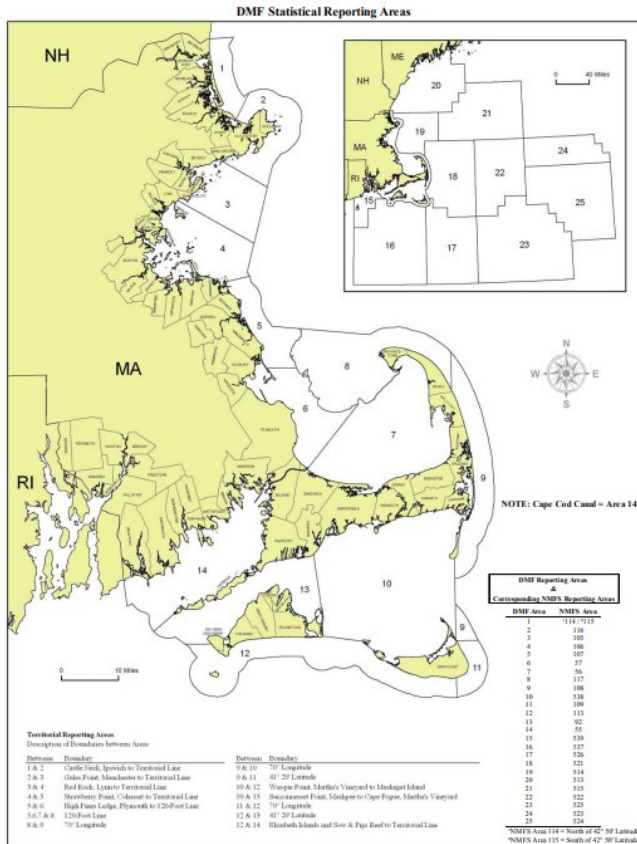 DMF Statistical Reporting Areas
NH
1
2
3
4
5
6
7
8
9
MA
RI
14
13
10
12
9
11
10 Miles
0
NH
ME
MA
RI
0
40 Miles
20
21
19
18
22
24
25
15
16
17
23
N
W
E
S
PLYMOUTH
BOURNE
SANDWICH
BARNSTABLE
FALMOUTH
NANTUCKET
NOTE: Cape Cod Canal = Area 14
DMF Reporting Areas
&
Corresponding NMFS Reporting Areas
DMF Area NMFS Area
1 ¹114 / ²115
2 116
3 105
4 106
5 107
6 57
7 56
8 117
9 108
10 538
11 109
12 113
13 92
14 55
15 539
16 537
17 526
18 521
19 514
20 513
21 515
22 522
23 525
24 523
25 524
NMFS Area 114 = North of 42° 50' Latitude
NMFS Area 115 = South of 42° 50' Latitude
Territorial Reporting Areas
Description of Boundaries between Areas
Between Boundary
1 & 2 Castle Neck, Ipswich to Territorial Line
2 & 3 Gales Point, Manchester to Territorial Line
3 & 4 Red Rock, Lynn to Territorial Line
4 & 5 Strawberry Point, Cohasset to Territorial Line
5 & 6 High Pines Ledge, Plymouth to 120-Foot Line
5,6,7 & 8 120-Foot Line
8 & 9 70° Longitude
Between Boundary
9 & 10 70° Longitude
9 & 11 41° 20' Latitude
10 & 12 Wasque Point, Martha's Vineyard to Muskeget Island
10 & 13 Succonnesset Point, Mashpee to Cape Pogue, Martha's Vineyard
11 & 12 70° Longitude
12 & 13 41° 20' Latitude
12 & 14 Elizabeth Islands and Sow & Pigs Reef to Territorial Line